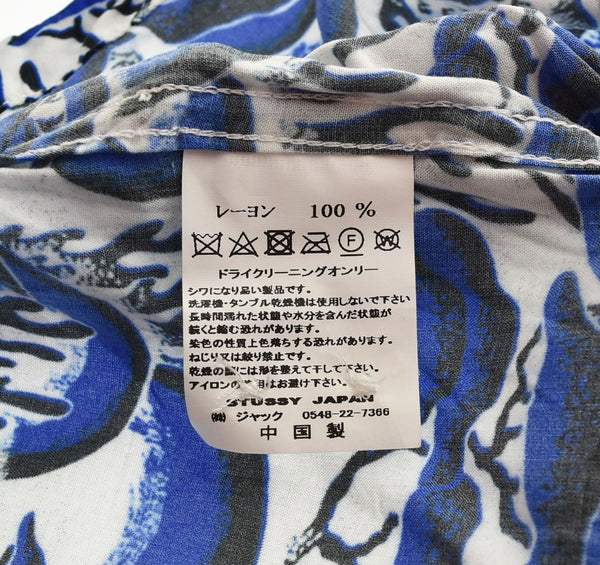 レーヨン 100 %
F W
ドライクリーニングオンリー
シワになり易い製品です。
洗濯機・タンブル乾燥機は使用しないで下さい
長時間濡れた状態や水分を含んだ状態が
続くと縮む恐れがあります。
染色の性質上色落ちする恐れがあります。
ねじり又は絞り禁止。
乾燥の際には形を整えて干して下さい。
アイロンの使用はお避け下さい。
STUSSY JAPAN
㈱ ジャック 0548-22-7366
中 国 製